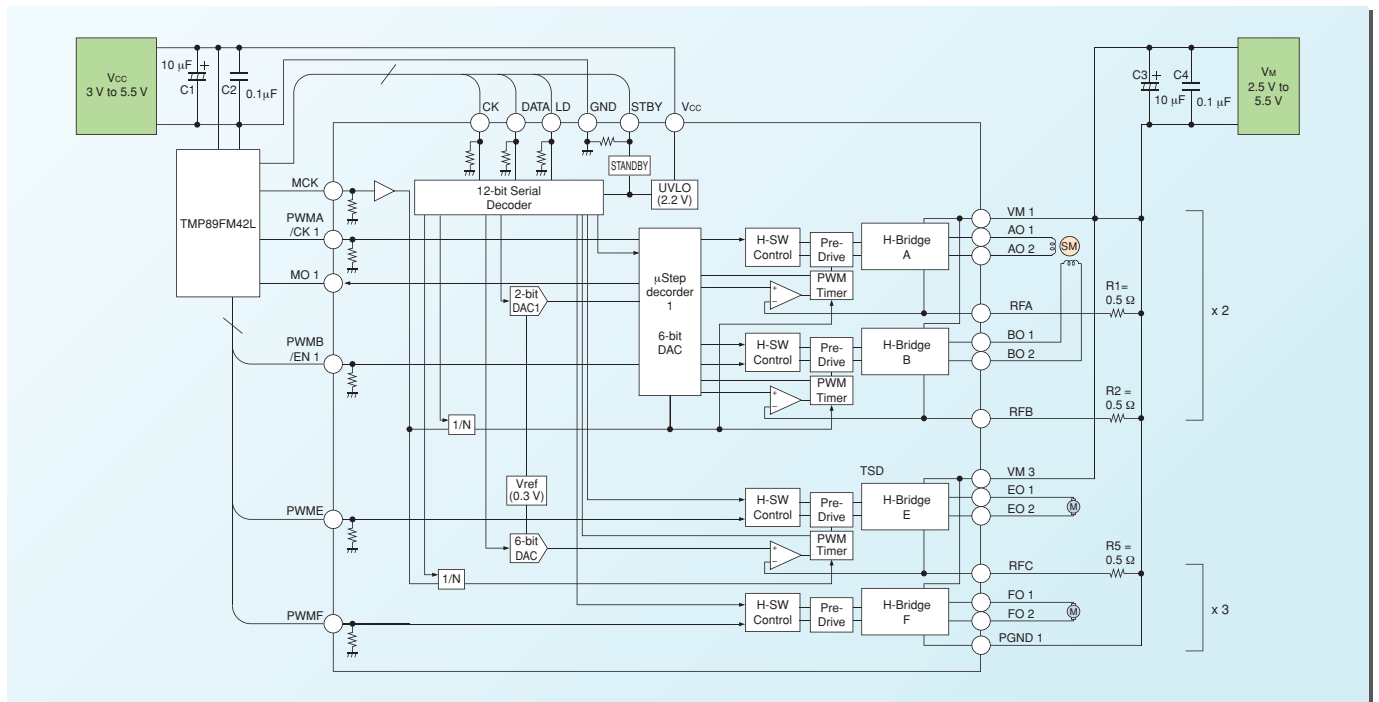 VCC
3 V to 5.5 V
10 μF
+
C1
C2
0.1μF
CK
DATA
LD
GND
STBY
VCC
C3
+
C4
10 μF
0.1 μF
VM
2.5 V to
5.5 V
STANDBY
TMP89FM42L
MCK
12-bit Serial
Decoder
UVLO
(2.2 V)
PWMA
/CK 1
MO 1
PWMB
/EN 1
2-bit
DAC1
μStep
decorder
1
6-bit
DAC
H-SW
Control
Pre-
Drive
H-Bridge
A
PWM
Timer
+
−
VM 1
AO 1
AO 2
SM
RFA
R1=
0.5 Ω
x 2
H-SW
Control
Pre-
Drive
H-Bridge
B
PWM
Timer
+
−
BO 1
BO 2
RFB
R2 =
0.5 Ω
1/N
Vref
(0.3 V)
TSD
VM 3
PWME
H-SW
Control
Pre-
Drive
H-Bridge
E
EO 1
EO 2
M
6-bit
DAC
+
−
PWM
Timer
RFC
R5 =
0.5 Ω
1/N
PWMF
H-SW
Control
Pre-
Drive
H-Bridge
F
FO 1
FO 2
M
PGND 1
x 3